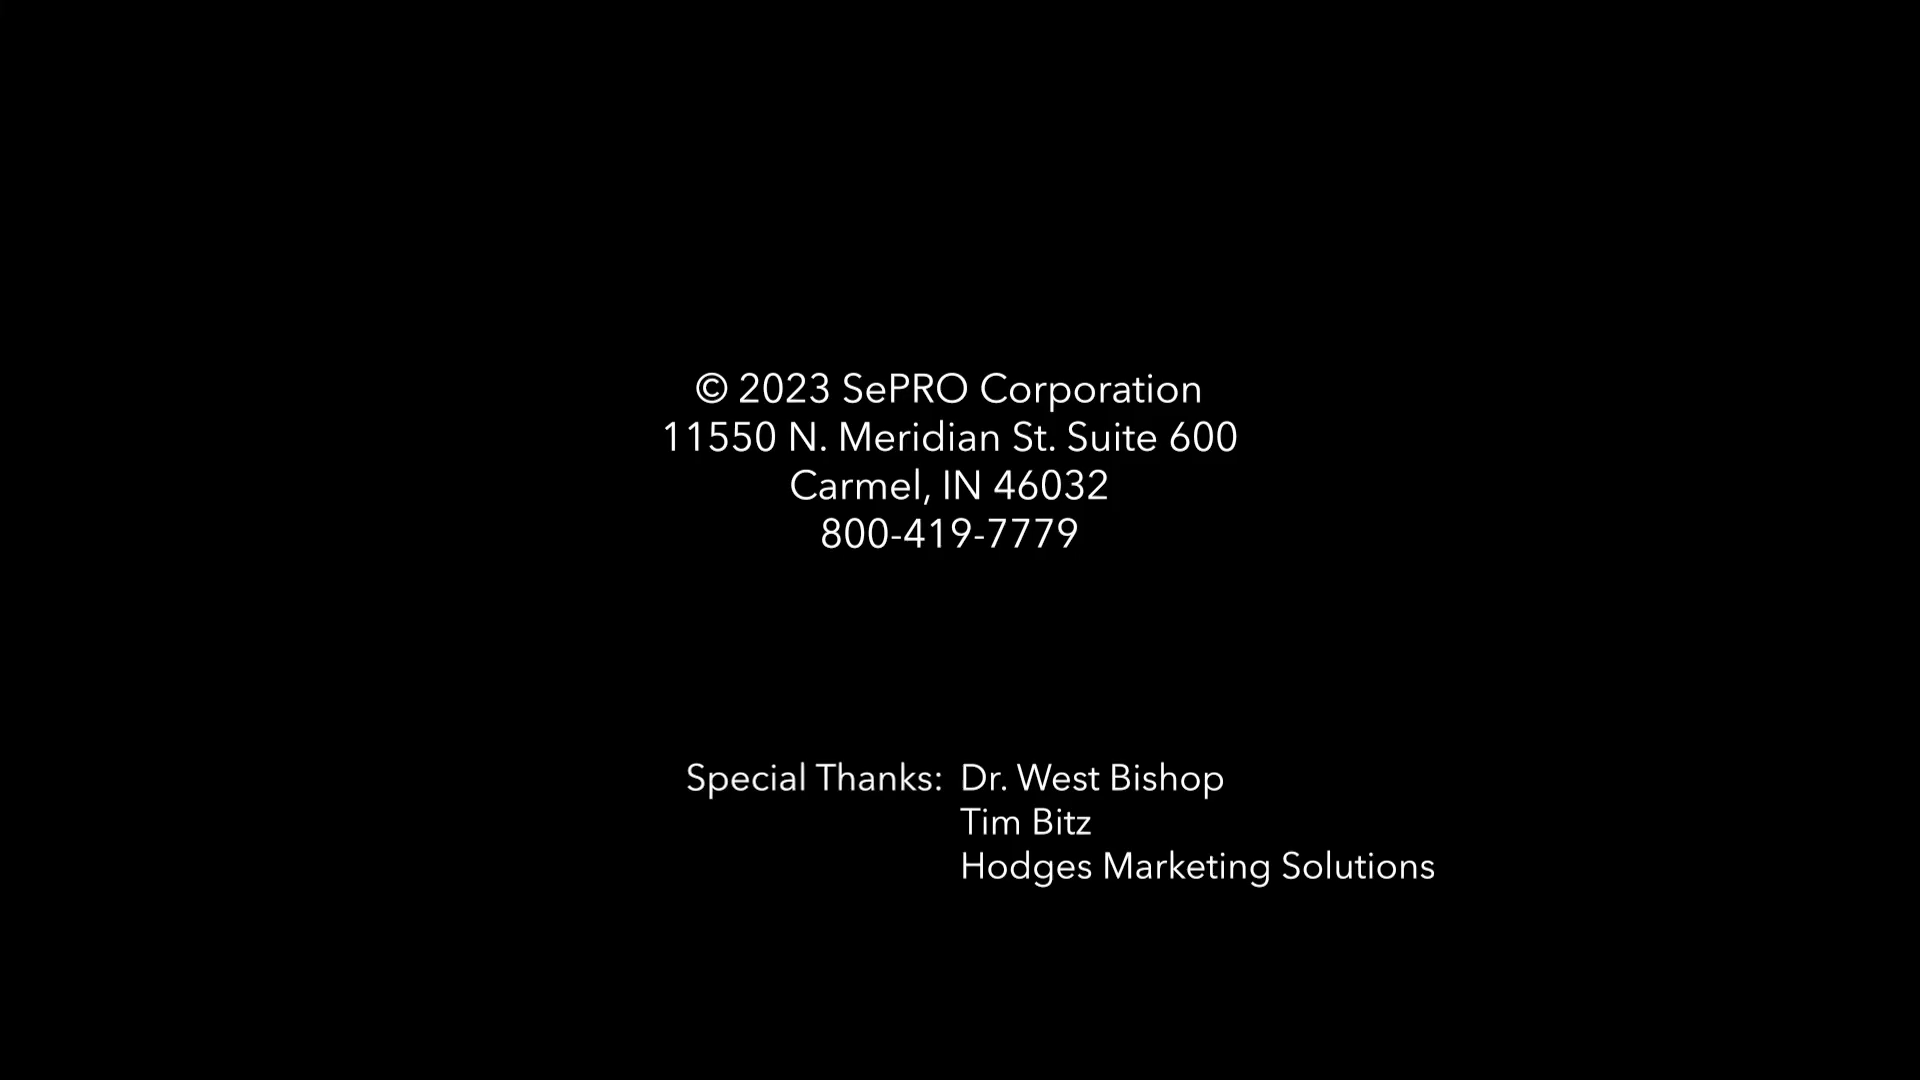 © 2023 SePRO Corporation
11550 N. Meridian St. Suite 600
Carmel, IN 46032
800-419-7779
Special Thanks: Dr. West Bishop
Tim Bitz
Hodges Marketing Solutions